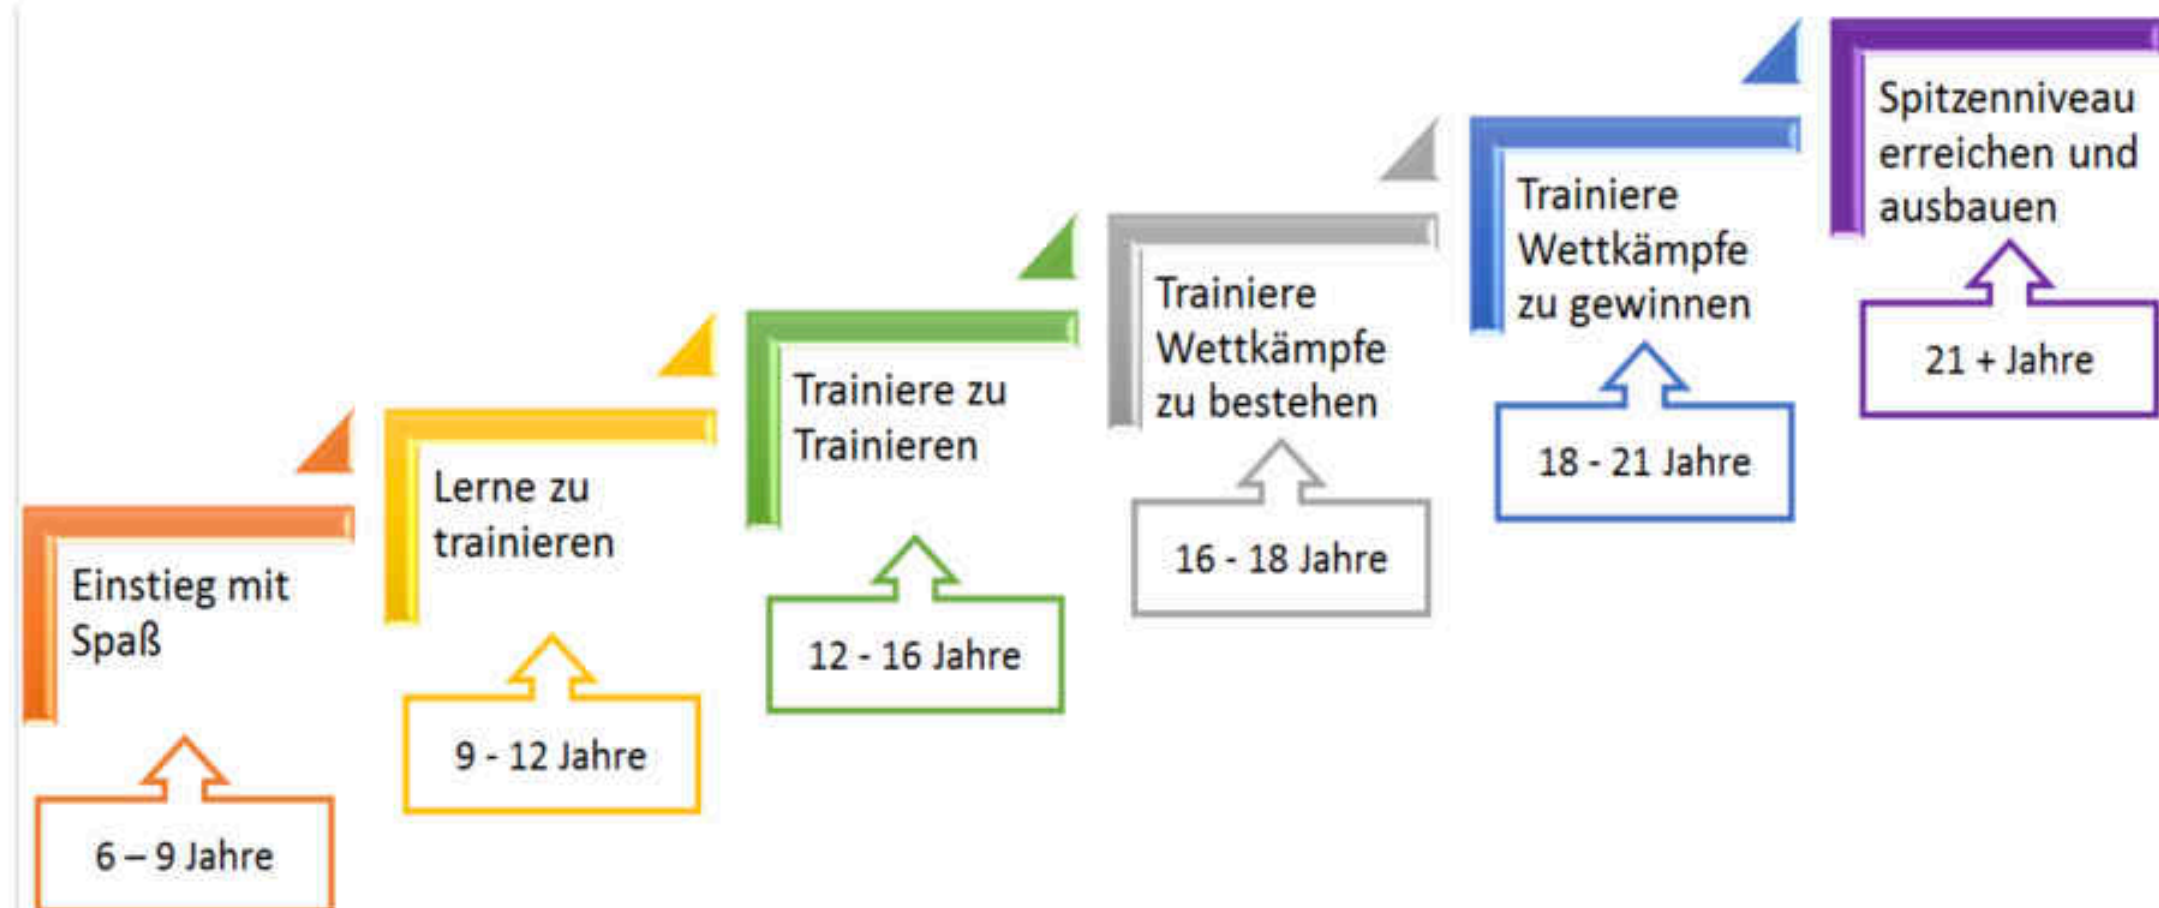 Einstieg mit
Spaß
6 – 9 Jahre
Lerne zu
trainieren
9 - 12 Jahre
Trainiere zu
Trainieren
12 - 16 Jahre
Trainiere
Wettkämpfe
zu bestehen
16 - 18 Jahre
Trainiere
Wettkämpfe
zu gewinnen
18 - 21 Jahre
Spitzenniveau
erreichen und
ausbauen
21 + Jahre